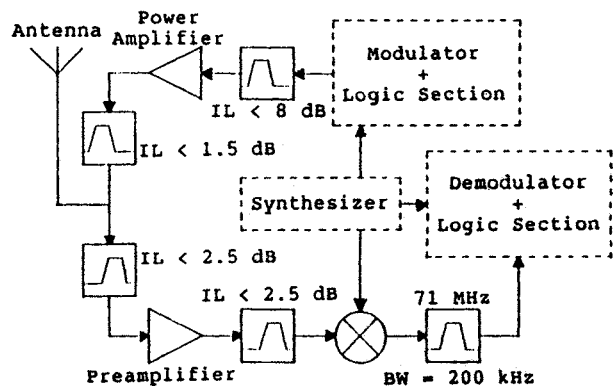 Antenna
Power
Amplifier
IL < 8 dB
Modulator
+
Logic Section
IL < 1.5 dB
Synthesizer
Demodulator
+
Logic Section
IL < 2.5 dB
IL < 2.5 dB
71 MHz
Preamplifier
BW = 200 kHz